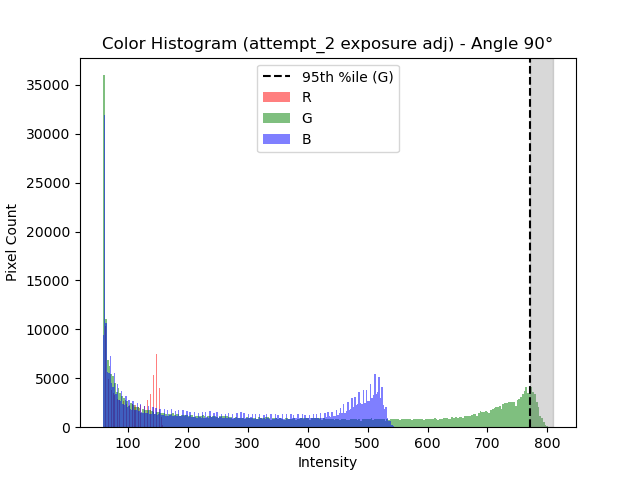 Color Histogram (attempt_2 exposure adj) - Angle 90°
95th %ile (G)
R
G
B
Pixel Count
35000
30000
25000
20000
15000
10000
5000
0
100 200 300 400 500 600 700 800
Intensity